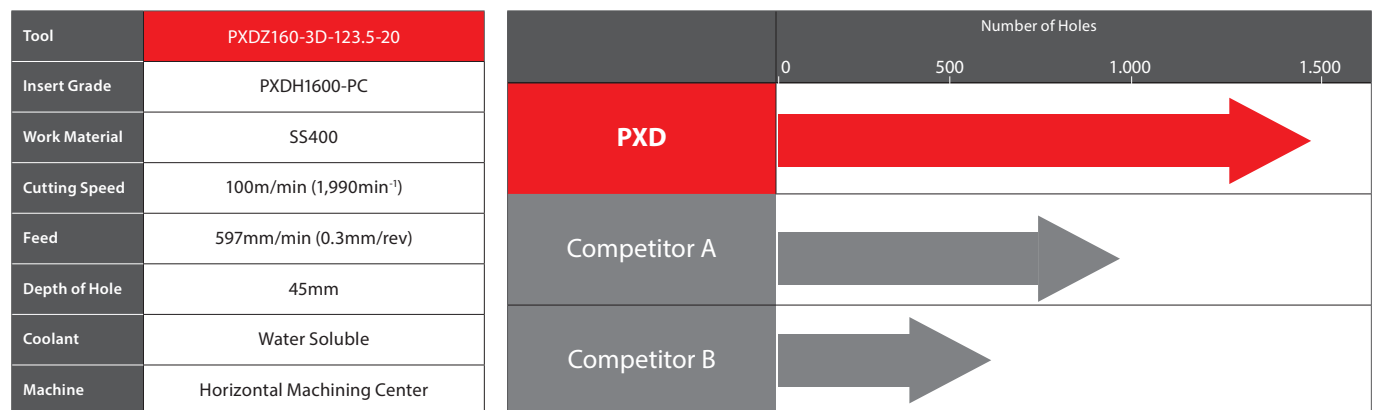 Tool PXDZ160-3D-123.5-20
Insert Grade PXDH1600-PC
Work Material SS400
Cutting Speed 100m/min (1,990min⁻¹)
Feed 597mm/min (0.3mm/rev)
Depth of Hole 45mm
Coolant Water Soluble
Machine Horizontal Machining Center
Number of Holes
0 500 1.000 1.500
PXD
Competitor A
Competitor B